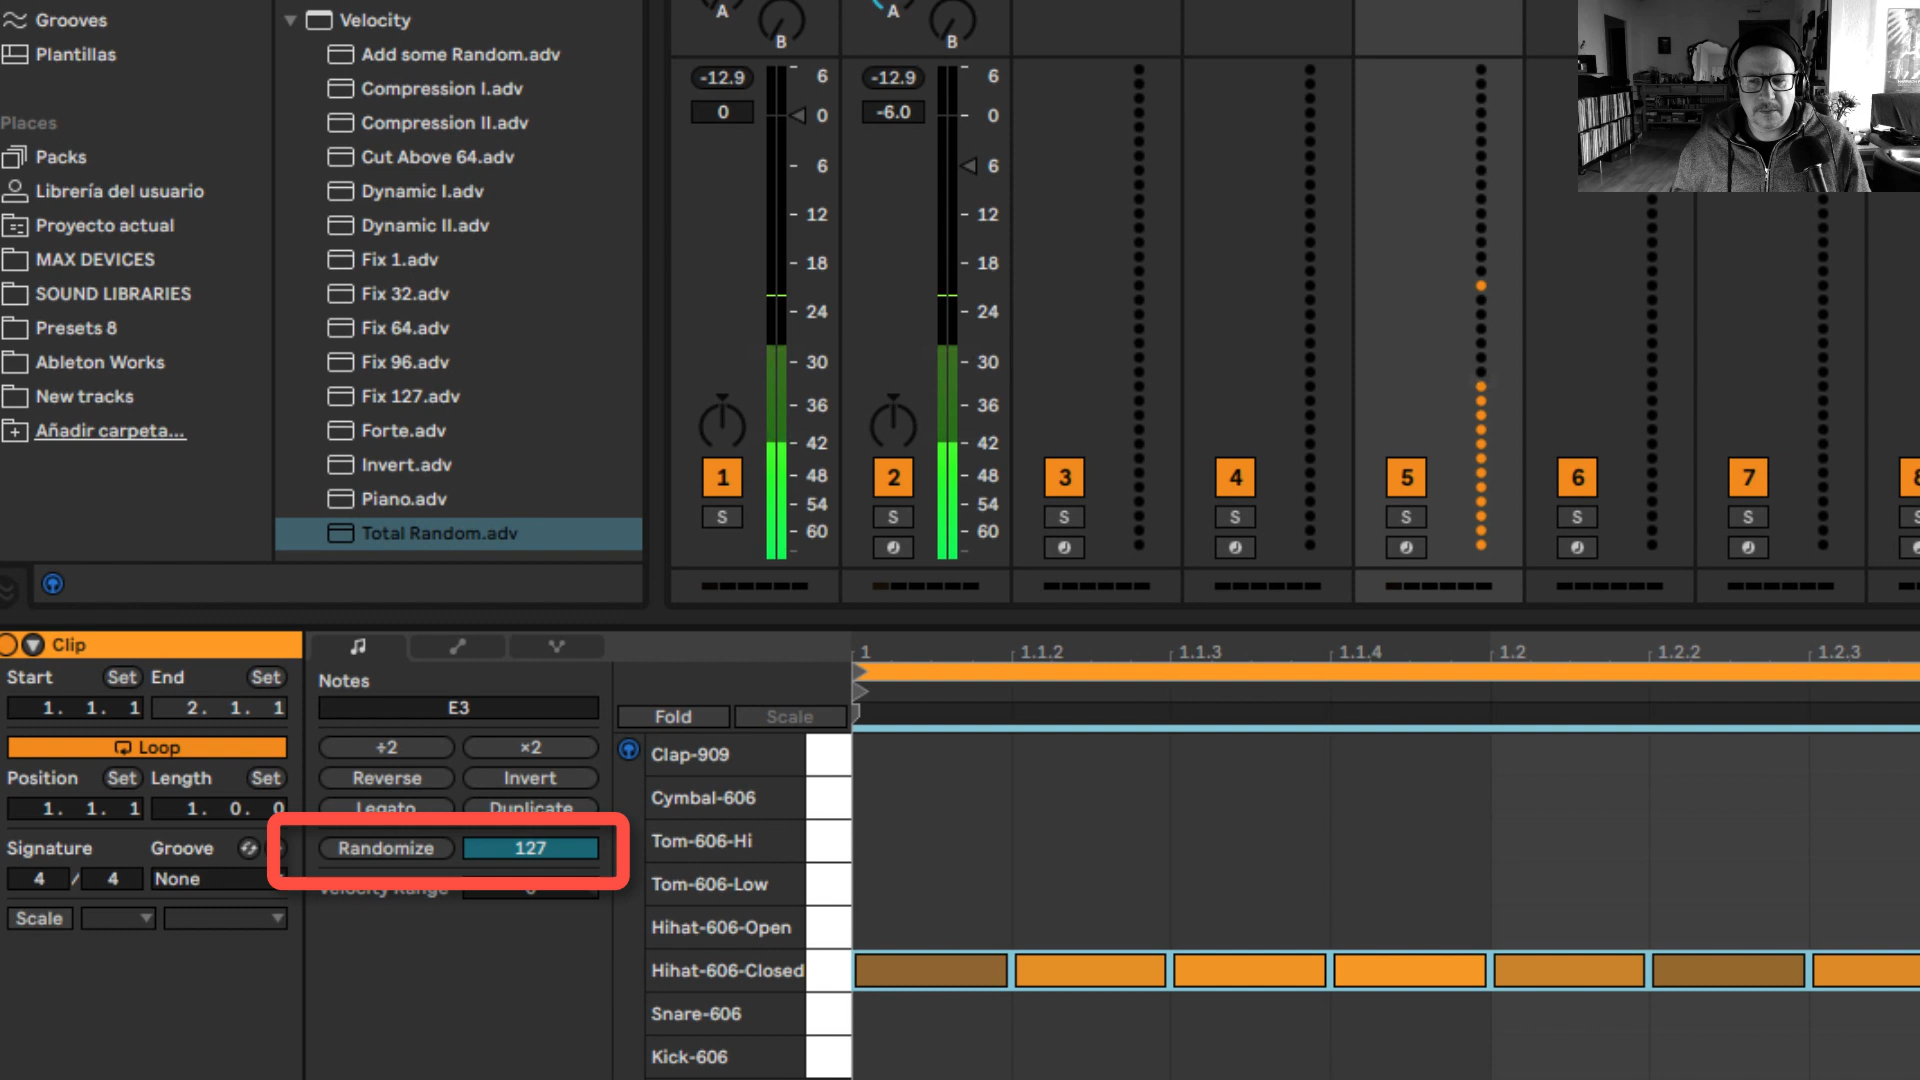 Grooves
Plantillas
Places
Packs
Librería del usuario
Proyecto actual
MAX DEVICES
SOUND LIBRARIES
Presets 8
Ableton Works
New tracks
Añadir carpeta...
Velocity
Add some Random.adv
Compression I.adv
Compression II.adv
Cut Above 64.adv
Dynamic I.adv
Dynamic II.adv
Fix 1.adv
Fix 32.adv
Fix 64.adv
Fix 96.adv
Fix 127.adv
Forte.adv
Invert.adv
Piano.adv
Total Random.adv
A
B
A
B
-12.9
0
6
0
6
12
18
24
30
36
42
48
54
60
1
S
-12.9
-6.0
6
0
6
12
18
24
30
36
42
48
54
60
2
S
3
S
4
S
5
S
6
S
7
S
8
S
Clip
Start Set End Set
1. 1. 1 2. 1. 1
Loop
Position Set Length Set
1. 1. 1 1. 0. 0
Signature Groove
4 / 4 None
Scale
Notes
E3
÷2 ×2
Reverse Invert
Legato Duplicate
Randomize 127
Velocity Range 0
Fold Scale
1 1.1.2 1.1.3 1.1.4 1.2 1.2.2 1.2.3
Clap-909
Cymbal-606
Tom-606-Hi
Tom-606-Low
Hihat-606-Open
Hihat-606-Closed
Snare-606
Kick-606